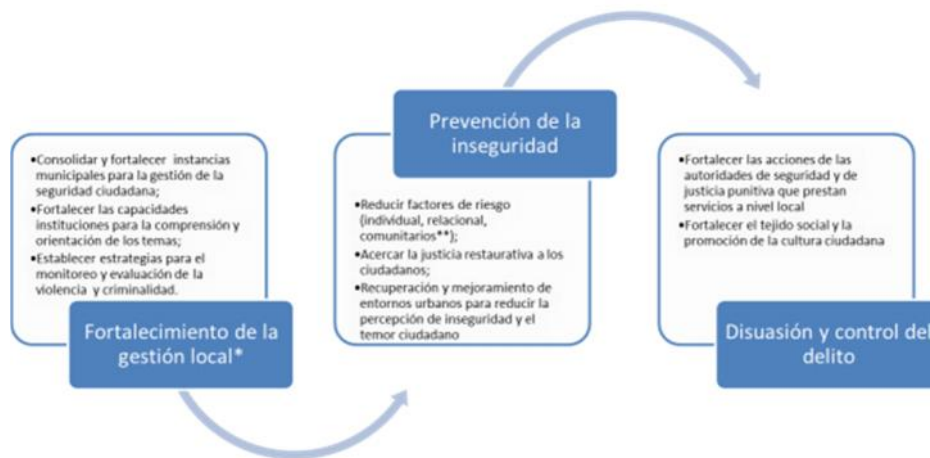 •Consolidar y fortalecer instancias
municipales para la gestión de la
seguridad ciudadana;
•Fortalecer las capacidades
instituciones para la comprensión y
orientación de los temas;
•Establecer estrategias para el
monitoreo y evaluación de la
violencia y criminalidad.
Fortalecimiento de la
gestión local*
Prevención de la
inseguridad
•Reducir factores de riesgo
(individual, relacional,
comunitarios**);
•Acercar la justicia restaurativa a los
ciudadanos;
•Recuperación y mejoramiento de
entornos urbanos para reducir la
percepción de inseguridad y el
temor ciudadano
•Fortalecer las acciones de las
autoridades de seguridad y de
justicia punitiva que prestan
servicios a nivel local
•Fortalecer el tejido social y la
promoción de la cultura ciudadana
Disuasión y control del
delito